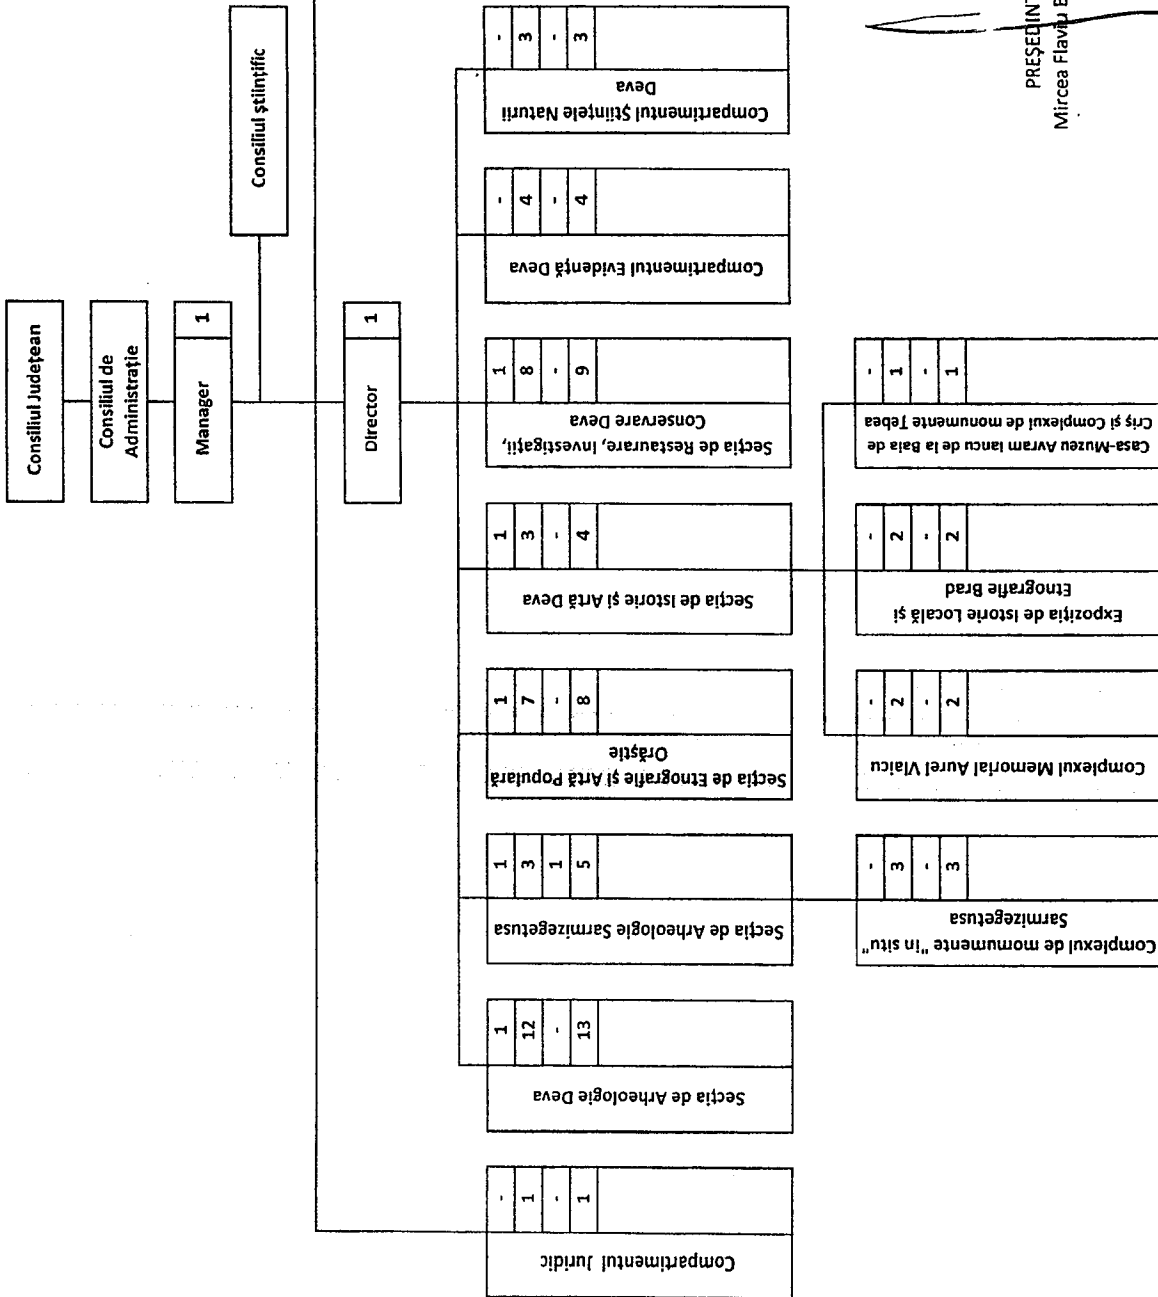 Consiliul Județean
Consiliul de
Administrație
Manager
1
Consiliul științific
Director
1
Compartimentul Juridic
-
1
-
1
Secția de Arheologie Deva
1
12
-
13
Secția de Arheologie Sarmizegetusa
1
3
1
5
Secția de Etnografie și Artă Populară
Orăștie
1
7
-
8
Secția de Istorie și Artă Deva
1
3
-
4
Secția de Restaurare, Investigații,
Conservare Deva
1
8
-
9
Compartimentul Evidență Deva
-
4
-
4
Compartimentul Științele Naturii
Deva
-
3
-
3
Complexul de momumente "in situ"
Sarmizegetusa
-
3
-
3
Complexul Memorial Aurel Vlaicu
-
2
-
2
Expoziția de Istorie Locală și
Etnografie Brad
-
2
-
2
Casa-Muzeu Avram Iancu de la Baia de
Criș și Complexul de monumente Țebea
-
1
-
1
PREȘEDINT
Mircea Flaviu B